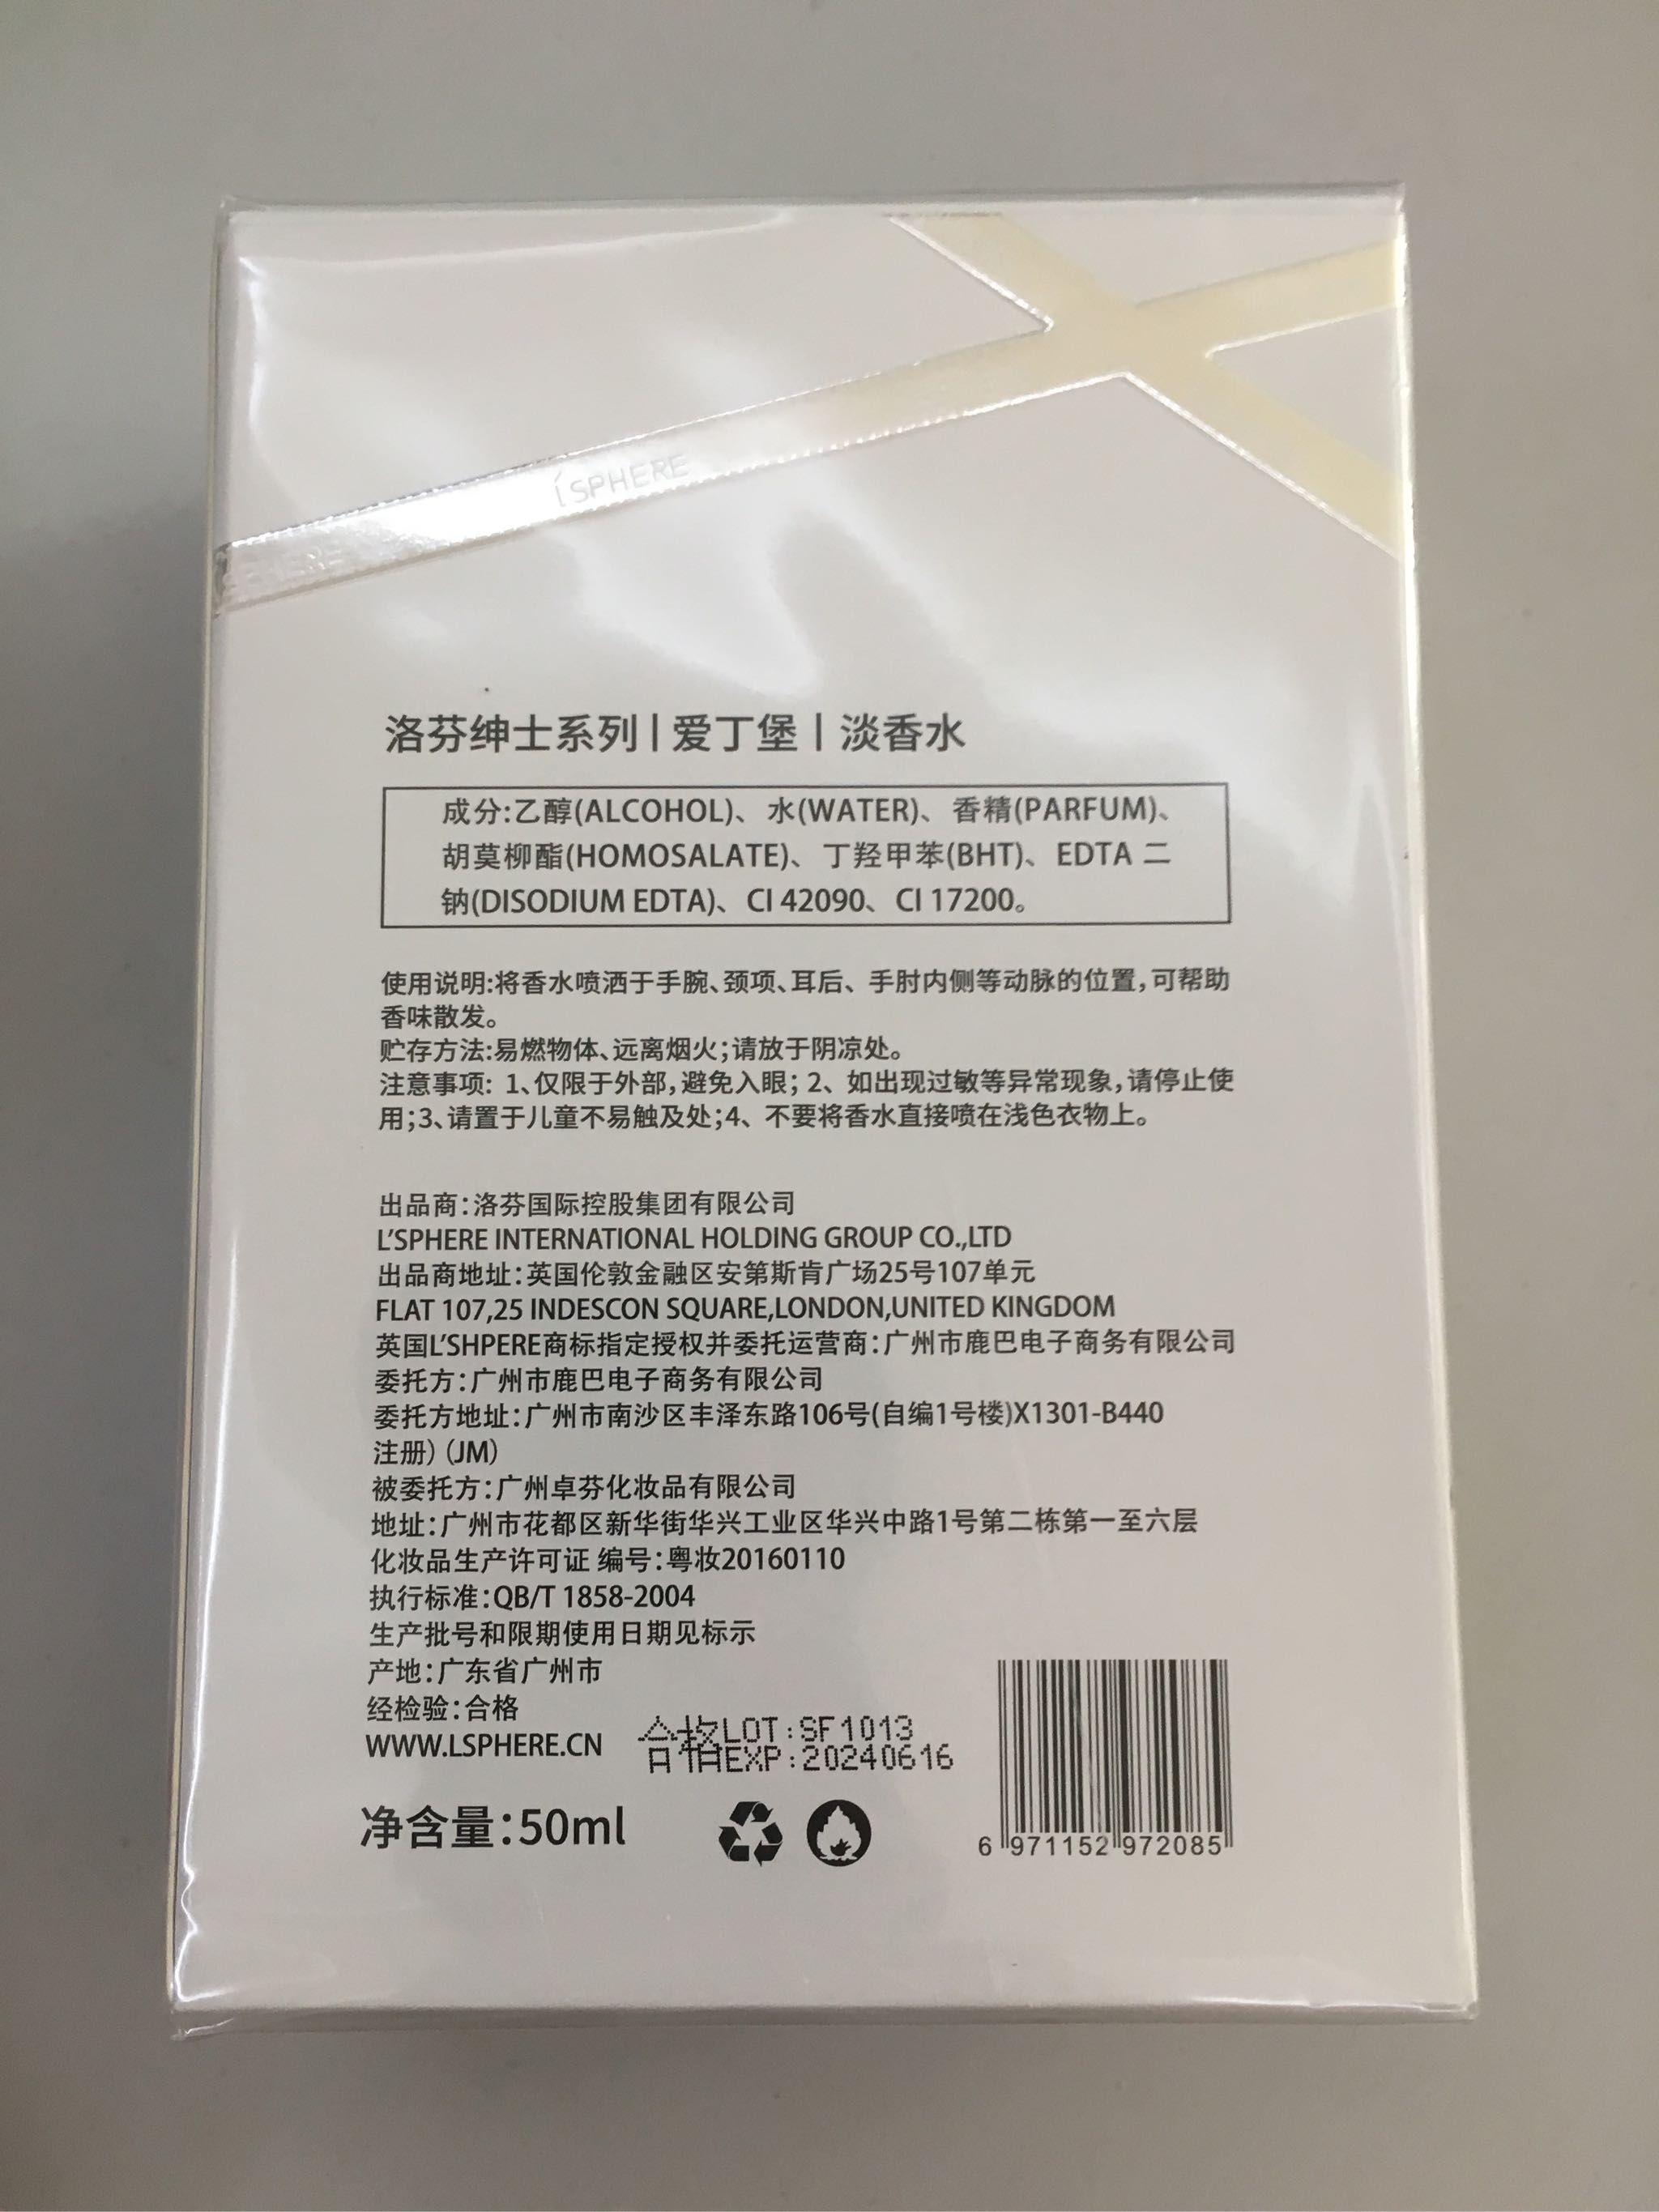 ĺSPHERE
SPHERE
洛芬绅士系列|爱丁堡|淡香水
成分:乙醇(ALCOHOL)、水(WATER)、香精(PARFUM)、
胡莫柳酯(HOMOSALATE)、丁羟甲苯(BHT)、EDTA 二
钠(DISODIUM EDTA)、CI 42090、CI 17200。
使用说明:将香水喷洒于手腕、颈项、耳后、手肘内侧等动脉的位置,可帮助
香味散发。
贮存方法:易燃物体、远离烟火;请放于阴凉处。
注意事项: 1、仅限于外部,避免入眼; 2、如出现过敏等异常现象,请停止使
用;3、请置于儿童不易触及处;4、不要将香水直接喷在浅色衣物上。
出品商:洛芬国际控股集团有限公司
L'SPHERE INTERNATIONAL HOLDING GROUP CO.,LTD
出品商地址:英国伦敦金融区安第斯肯广场25号107单元
FLAT 107,25 INDESCON SQUARE,LONDON,UNITED KINGDOM
英国L'SHPERE商标指定授权并委托运营商:广州市鹿巴电子商务有限公司
委托方:广州市鹿巴电子商务有限公司
委托方地址:广州市南沙区丰泽东路106号(自编1号楼)X1301-B440
注册) (JM)
被委托方:广州卓芬化妆品有限公司
地址:广州市花都区新华街华兴工业区华兴中路1号第二栋第一至六层
化妆品生产许可证 编号:粤妆20160110
执行标准:QB/T 1858-2004
生产批号和限期使用日期见标示
产地:广东省广州市
经检验:合格
WWW.LSPHERE.CN
合格LOT:SF1013
EXP:20240616
净含量:50ml
6 971152 972085